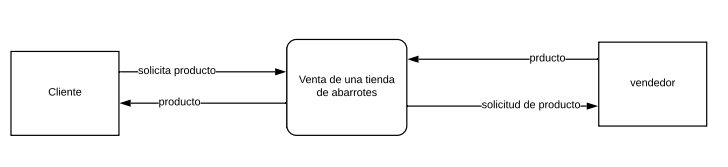 Cliente
solicita producto
producto
Venta de una tienda
de abarrotes
prducto
solicitud de producto
vendedor